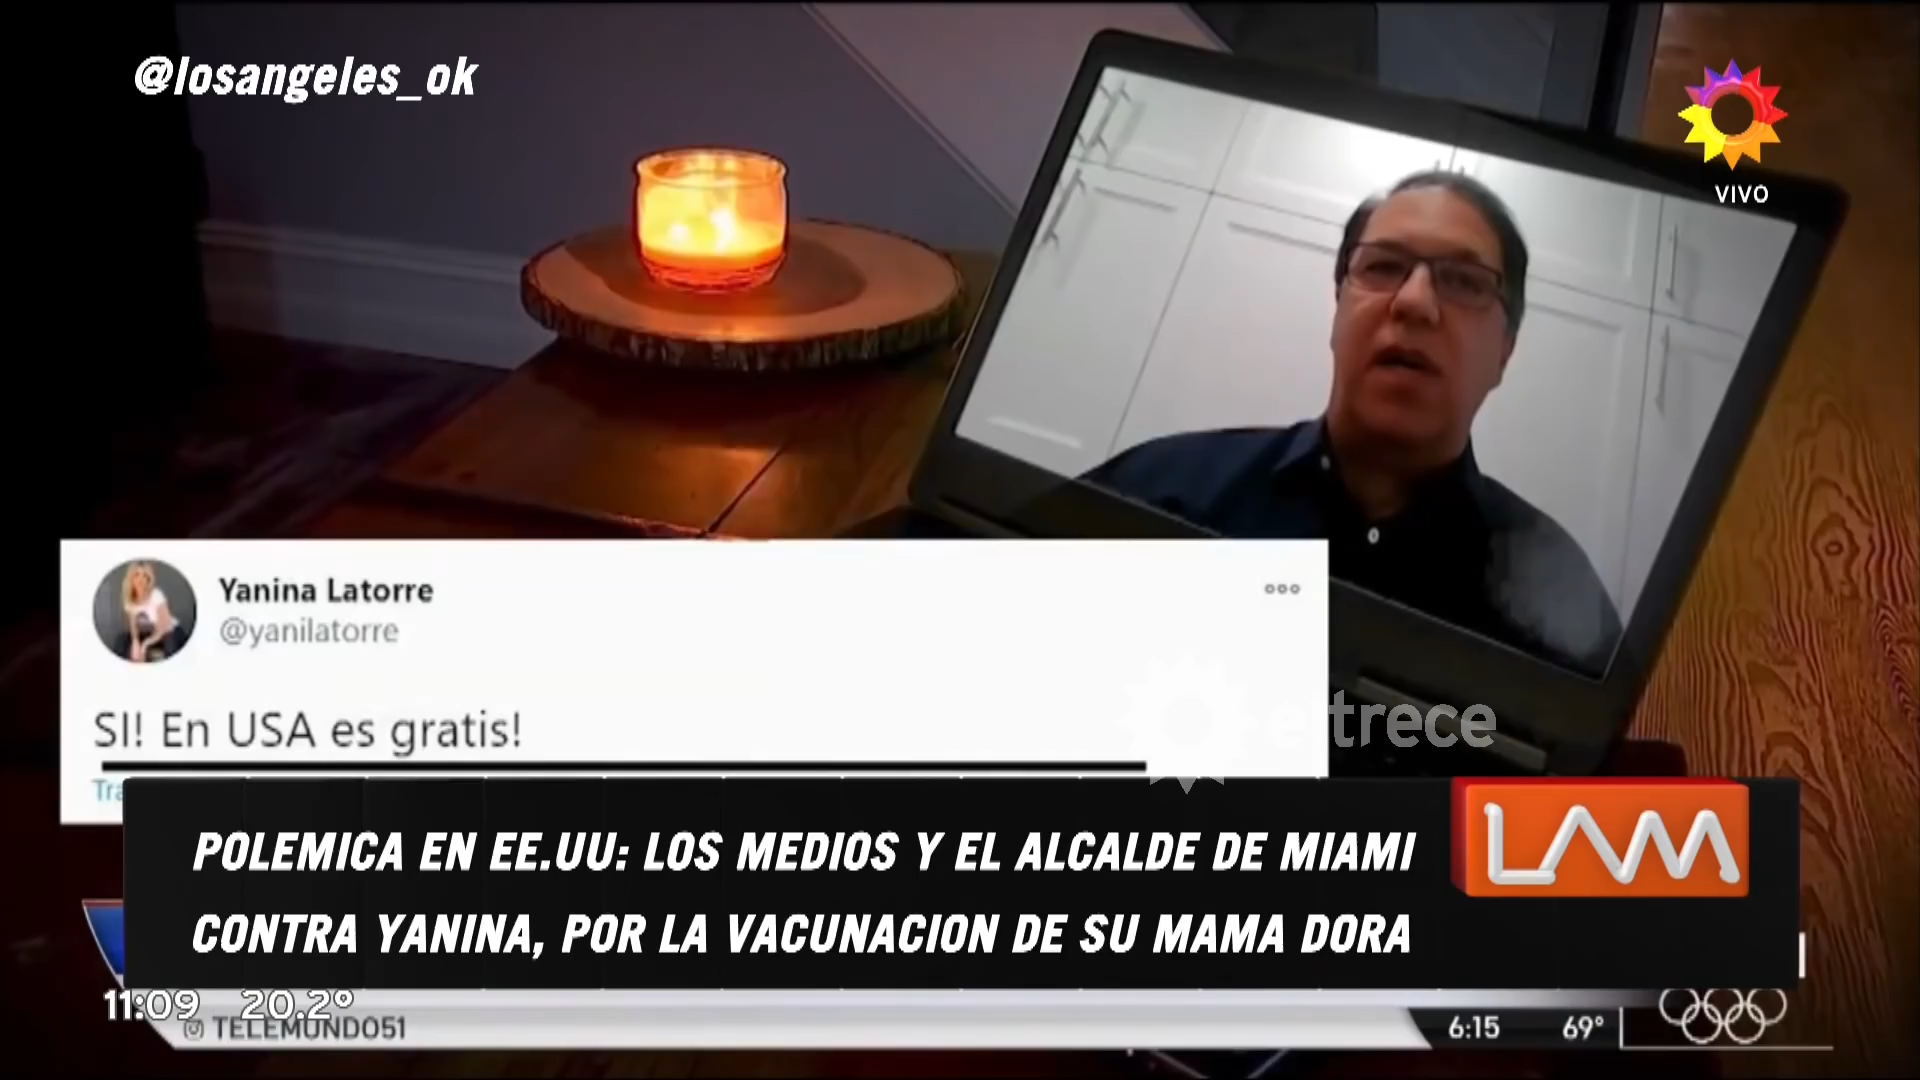 @losangeles_ok
VIVO
Yanina Latorre
@yanilatorre
SI! En USA es gratis!
Tra
eltrece
LAM
POLEMICA EN EE.UU: LOS MEDIOS Y EL ALCALDE DE MIAMI
CONTRA YANINA, POR LA VACUNACION DE SU MAMA DORA
11:09 20.2°
TELEMUNDO51
6:15 69°